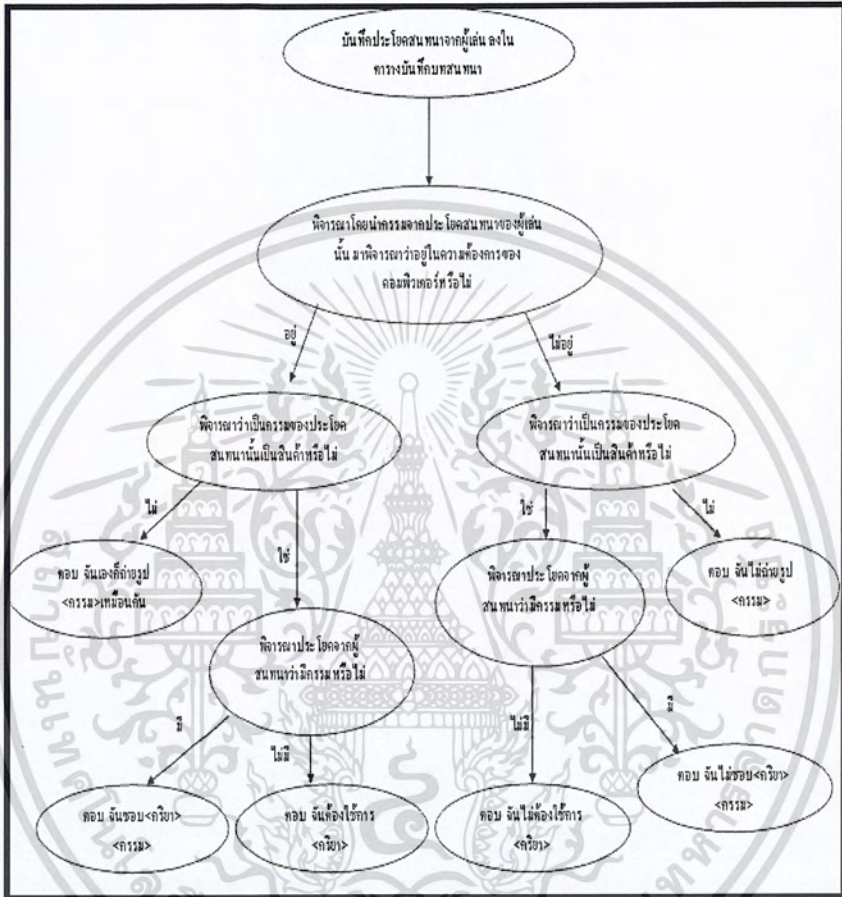 บันทึกประโยคสนทนาจากผู้เล่น ลงใน
ตารางบันทึกบทสนทนา
พิจารณาโดยนำกรรมจากประโยคสนทนาของผู้เล่น
นั้น มาพิจารณาว่าอยู่ในความต้องการของ
คอมพิวเตอร์หรือไม่
อยู่
ไม่อยู่
พิจารณาว่าเป็นกรรมของประโยค
สนทนานั้นเป็นสินค้าหรือไม่
พิจารณาว่าเป็นกรรมของประโยค
สนทนานั้นเป็นสินค้าหรือไม่
ไม่
ใช่
ใช่
ไม่
ตอบ ฉันเองก็ถ่ายรูป
<กรรม>เหมือนกัน
พิจารณาประโยคจากผู้
สนทนาว่ามีกรรมหรือไม่
ตอบ ฉันไม่ถ่ายรูป
<กรรม>
พิจารณาประโยคจากผู้
สนทนาว่ามีกรรมหรือไม่
มี
ไม่มี
ไม่มี
มี
ตอบ ฉันชอบ<กริยา>
<กรรม>
ตอบ ฉันต้องใช้การ
<กริยา>
ตอบ ฉันไม่ต้องใช้การ
<กริยา>
ตอบ ฉันไม่ชอบ<กริยา>
<กรรม>